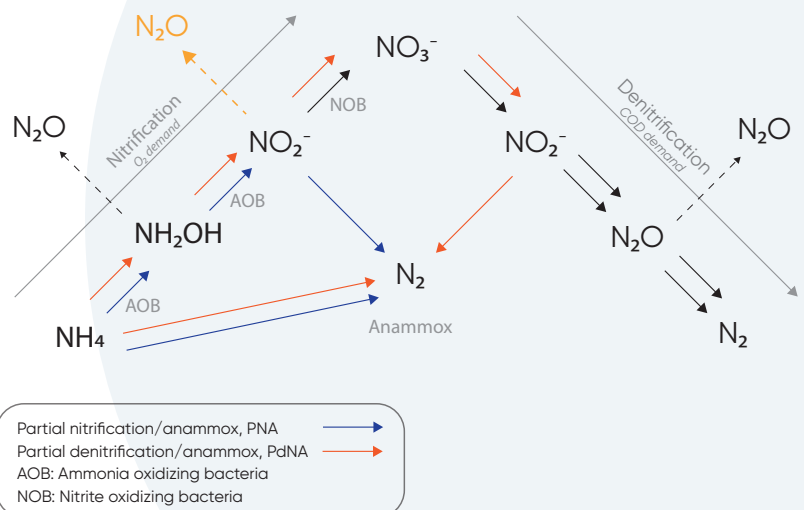 N₂O
NO₃⁻
Nitrification
O₂ demand
NOB
Denitrification
COD demand
N₂O
NO₂⁻
NO₂⁻
N₂O
AOB
NH₂OH
N₂O
N₂
AOB
Anammox
NH₄
N₂
Partial nitrification/anammox, PNA
Partial denitrification/anammox, PdNA
AOB: Ammonia oxidizing bacteria
NOB: Nitrite oxidizing bacteria